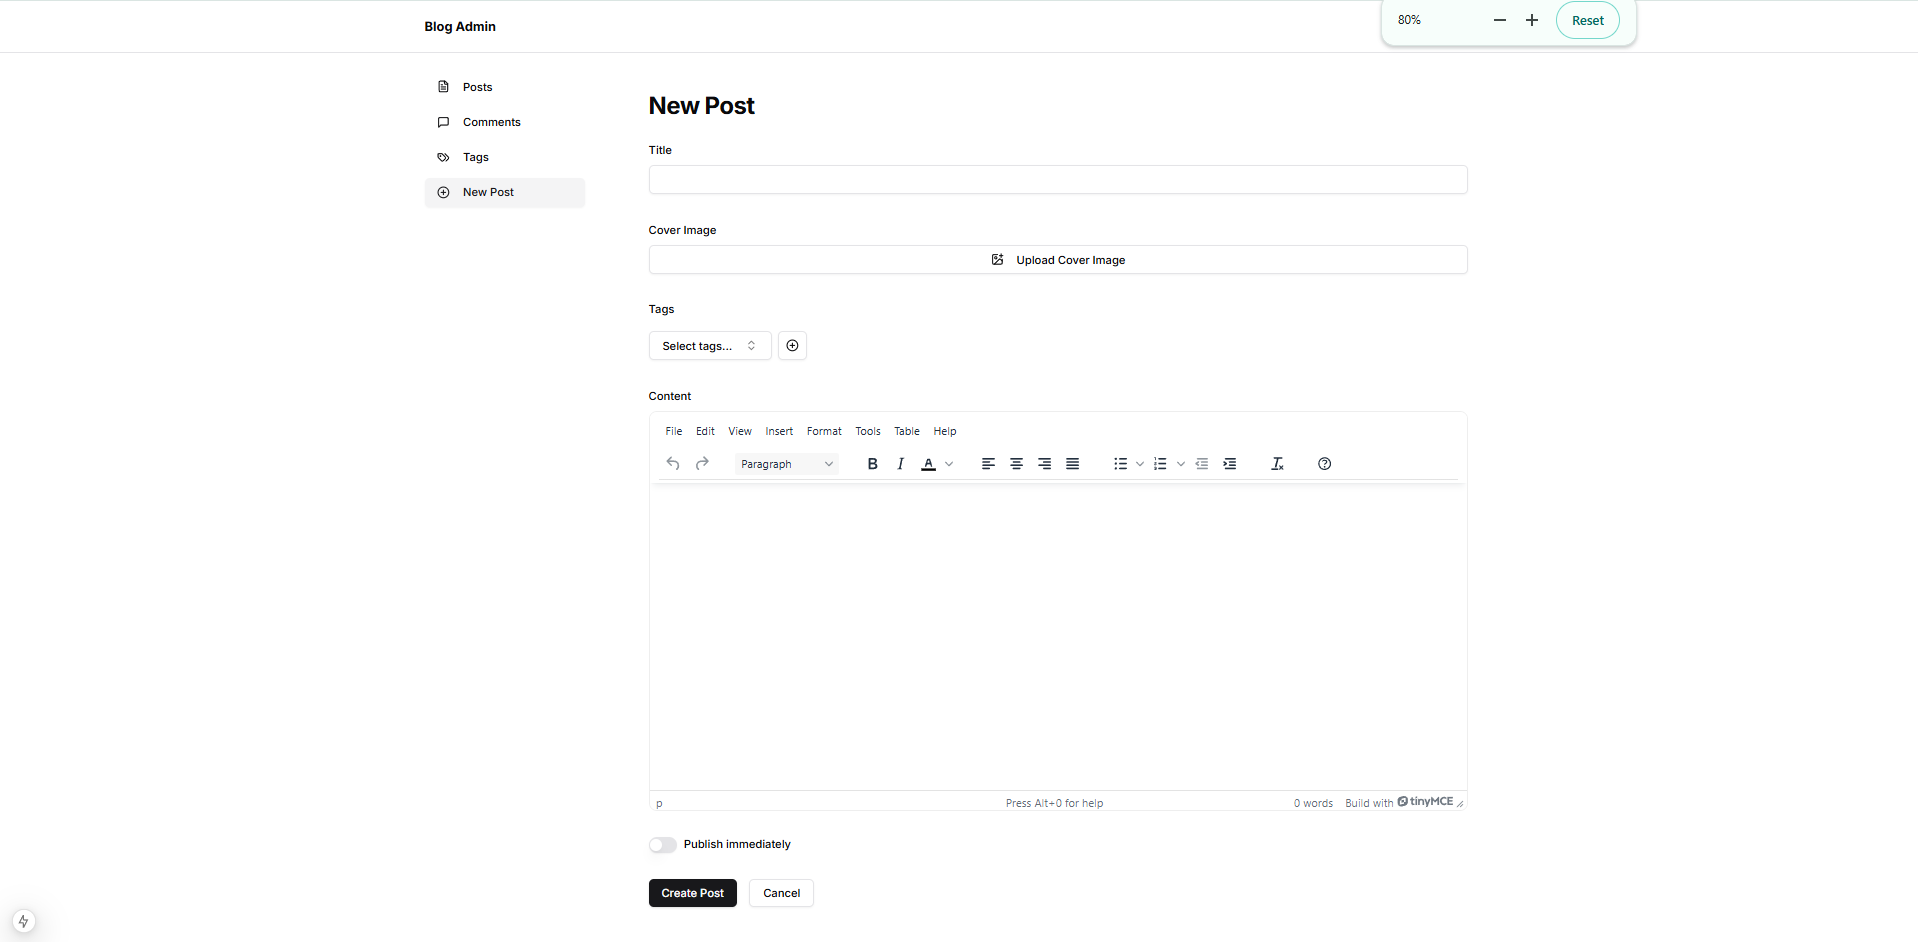 Blog Admin
80%
Reset
Posts
Comments
Tags
New Post
New Post
Title
Cover Image
Upload Cover Image
Tags
Select tags...
Content
File Edit View Insert Format Tools Table Help
Paragraph
p
Press Alt+0 for help
0 words
Build with tinyMCE
Publish immediately
Create Post
Cancel